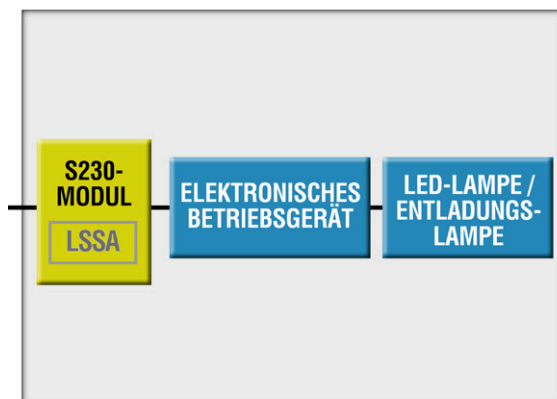 S230-
MODUL
LSSA
ELEKTRONISCHES
BETRIEBSGERÄT
LED-LAMPE /
ENTLADUNGS-
LAMPE